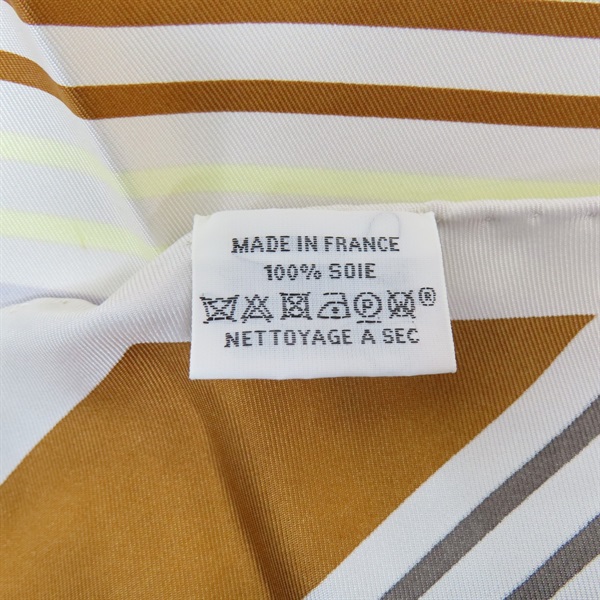 MADE IN FRANCE
100% SOIE
P W ®
NETTOYAGE A SEC